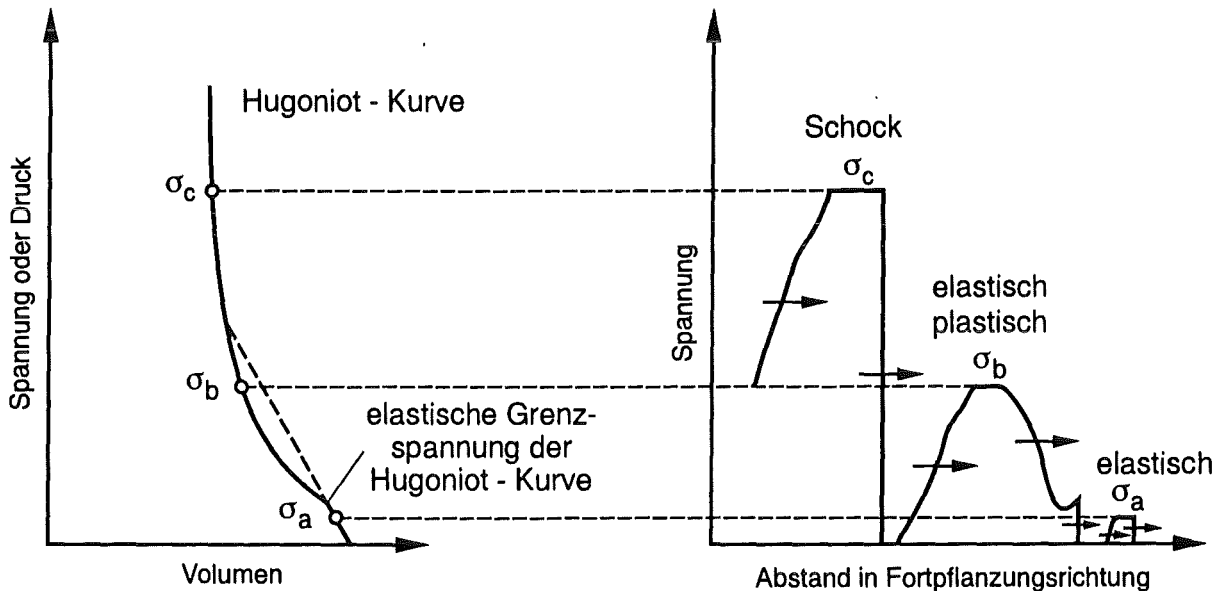 Spannung oder Druck
Hugoniot - Kurve
σc
σb
elastische Grenz-
spannung der
Hugoniot - Kurve
σa
Volumen
Spannung
Schock
σc
elastisch
plastisch
σb
elastisch
σa
Abstand in Fortpflanzungsrichtung